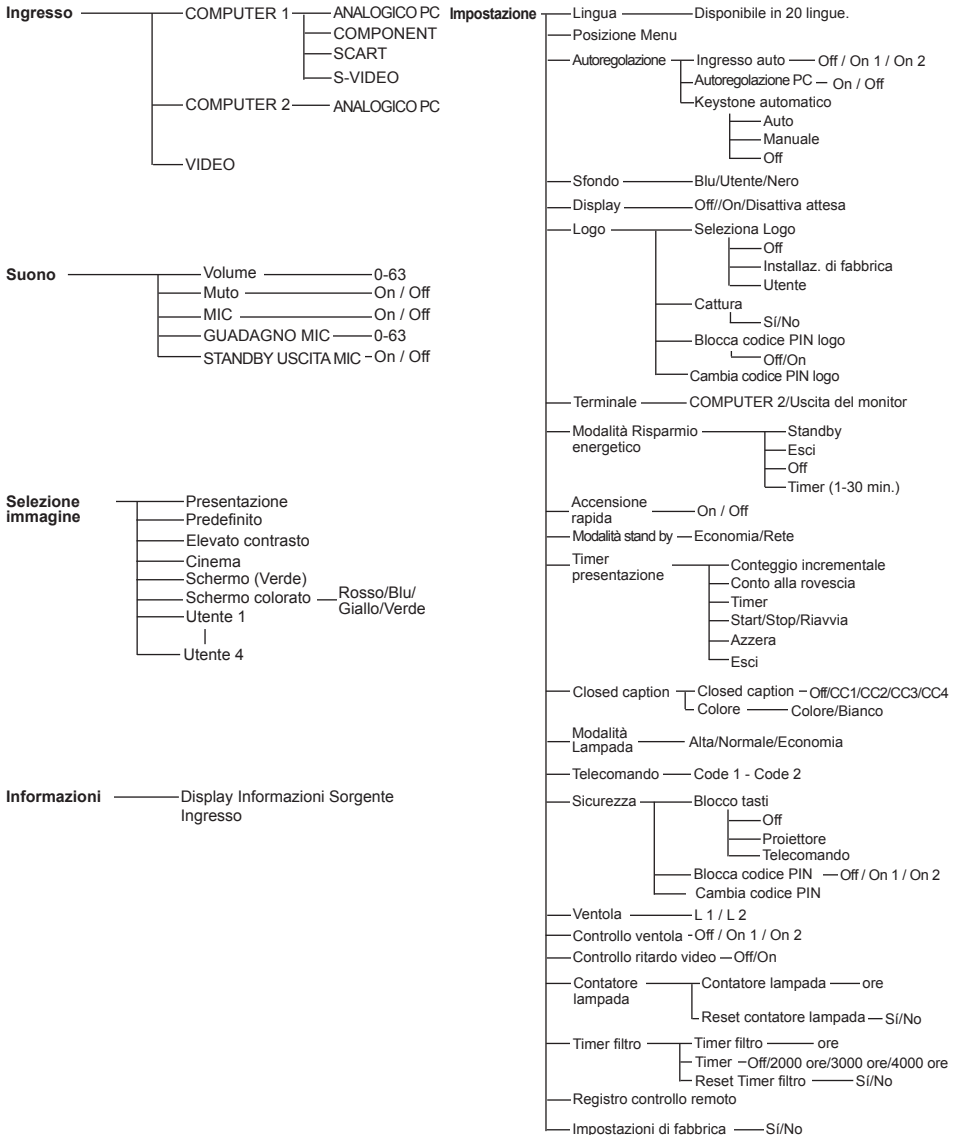 Ingresso
COMPUTER 1
ANALOGICO PC
COMPONENT
SCART
S-VIDEO
COMPUTER 2
ANALOGICO PC
VIDEO
Suono
Volume
0-63
Muto
On / Off
MIC
On / Off
GUADAGNO MIC
0-63
STANDBY USCITA MIC
On / Off
Selezione
immagine
Presentazione
Predefinito
Elevato contrasto
Cinema
Schermo (Verde)
Schermo colorato
Rosso/Blu/
Giallo/Verde
Utente 1
Utente 4
Informazioni
Display Informazioni Sorgente
Ingresso
Impostazione
Lingua
Disponibile in 20 lingue.
Posizione Menu
Autoregolazione
Ingresso auto
Off / On 1 / On 2
Autoregolazione PC
On / Off
Keystone automatico
Auto
Manuale
Off
Sfondo
Blu/Utente/Nero
Display
Off//On/Disattiva attesa
Logo
Seleziona Logo
Off
Installaz. di fabbrica
Utente
Cattura
Sí/No
Blocca codice PIN logo
Off/On
Cambia codice PIN logo
Terminale
COMPUTER 2/Uscita del monitor
Modalità Risparmio
energetico
Standby
Esci
Off
Timer (1-30 min.)
Accensione
rapida
On / Off
Modalità stand by
Economia/Rete
Timer
presentazione
Conteggio incrementale
Conto alla rovescia
Timer
Start/Stop/Riavvia
Azzera
Esci
Closed caption
Closed caption
Off/CC1/CC2/CC3/CC4
Colore
Colore/Bianco
Modalità
Lampada
Alta/Normale/Economia
Telecomando
Code 1 - Code 2
Sicurezza
Blocco tasti
Off
Proiettore
Telecomando
Blocca codice PIN
Off / On 1 / On 2
Cambia codice PIN
Ventola
L 1 / L 2
Controllo ventola
Off / On 1 / On 2
Controllo ritardo video
Off/On
Contatore
lampada
Contatore lampada
ore
Reset contatore lampada
Sí/No
Timer filtro
Timer filtro
ore
Timer
Off/2000 ore/3000 ore/4000 ore
Reset Timer filtro
Sí/No
Registro controllo remoto
Impostazioni di fabbrica
Sí/No